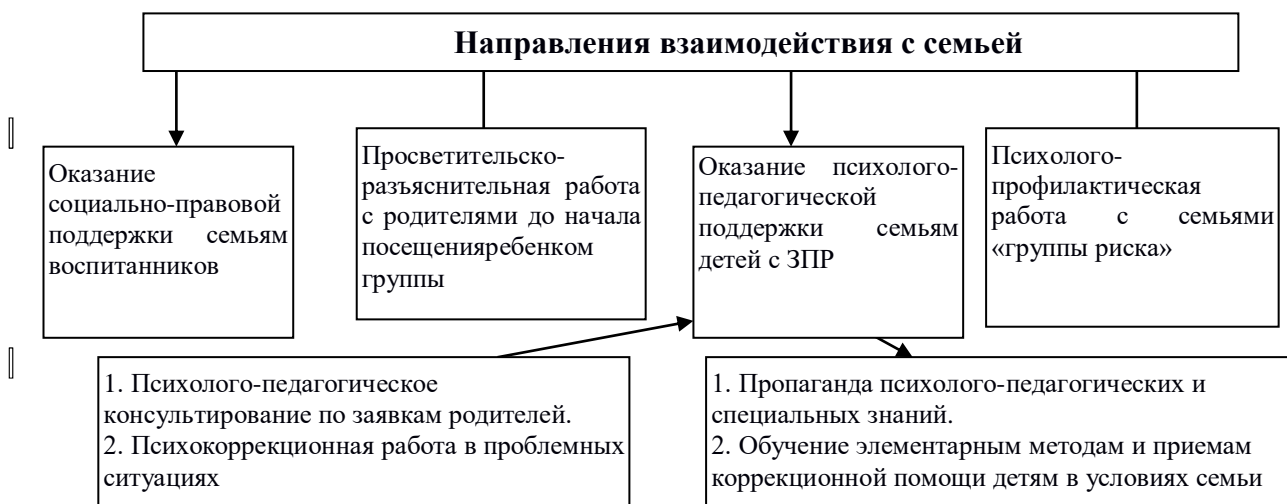 Направления взаимодействия с семьей
Оказание
социально-правовой
поддержки семьям
воспитанников
Просветительско-
разъяснительная работа
с родителями до начала
посещенияребенком
группы
Оказание психолого-
педагогической
поддержки семьям
детей с ЗПР
Психолого-
профилактическая
работа с семьями
«группы риска»
1. Психолого-педагогическое
консультирование по заявкам родителей.
2. Психокоррекционная работа в проблемных
ситуациях
1. Пропаганда психолого-педагогических и
специальных знаний.
2. Обучение элементарным методам и приемам
коррекционной помощи детям в условиях семьи